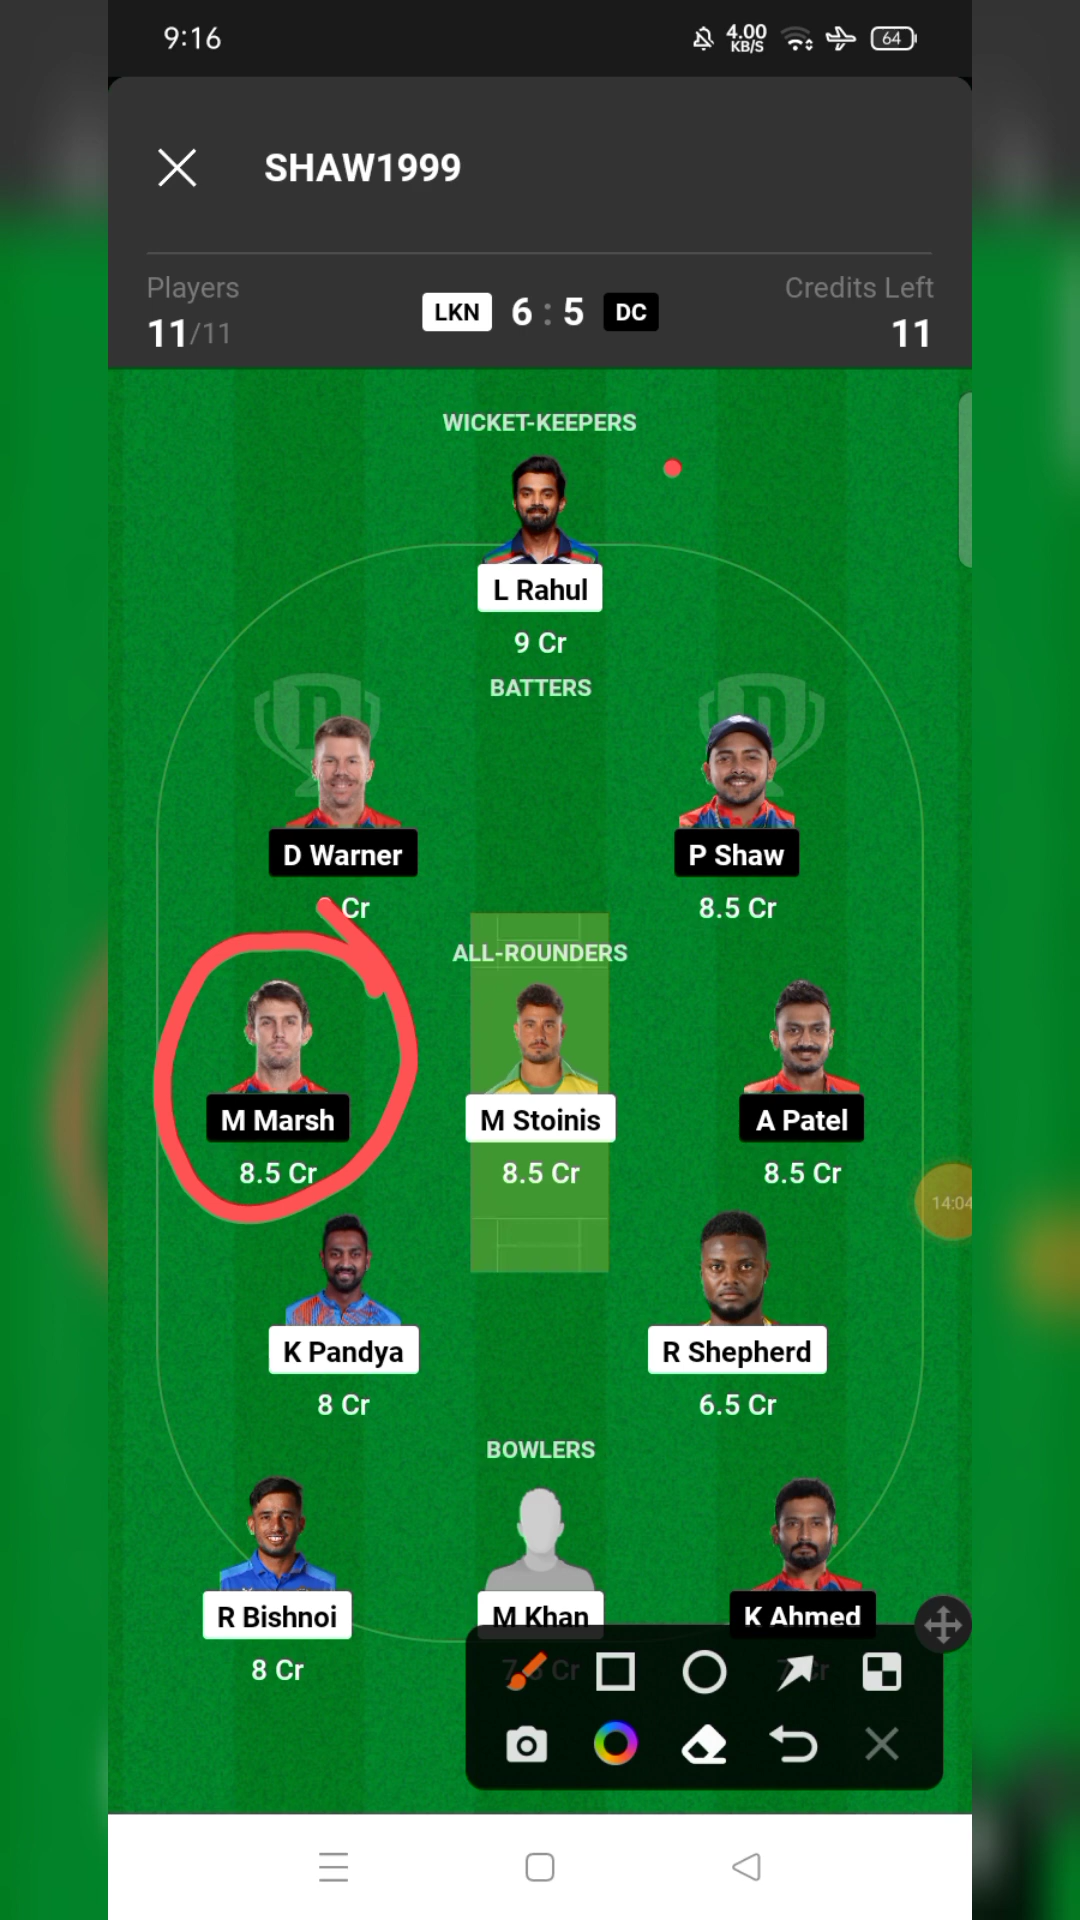 9:16
4.00
KB/S
64
SHAW1999
Players
Credits Left
11/11
LKN 6 : 5 DC
11
WICKET-KEEPERS
L Rahul
9 Cr
BATTERS
D Warner
P Shaw
Cr
8.5 Cr
ALL-ROUNDERS
M Marsh
M Stoinis
A Patel
8.5 Cr
8.5 Cr
8.5 Cr
14:04
K Pandya
R Shepherd
8 Cr
6.5 Cr
BOWLERS
R Bishnoi
M Khan
K Ahmed
8 Cr
Cr